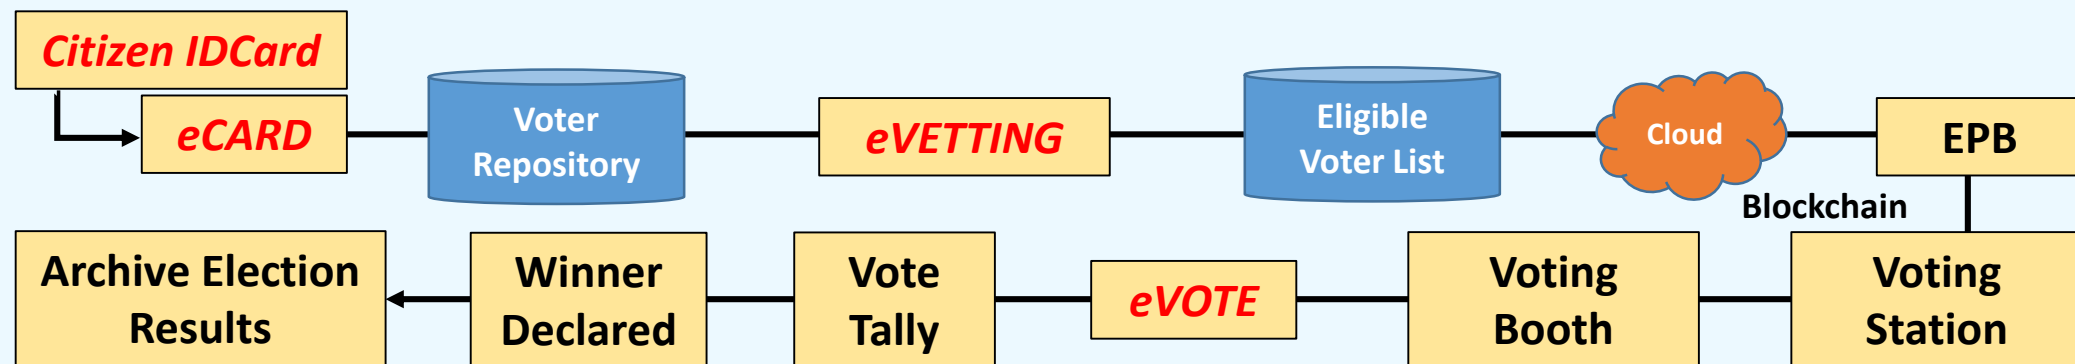 Citizen IDCard
eCARD
Voter
Repository
eVETTING
Eligible
Voter List
Cloud
EPB
Blockchain
Archive Election
Results
Winner
Declared
Vote
Tally
eVOTE
Voting
Booth
Voting
Station